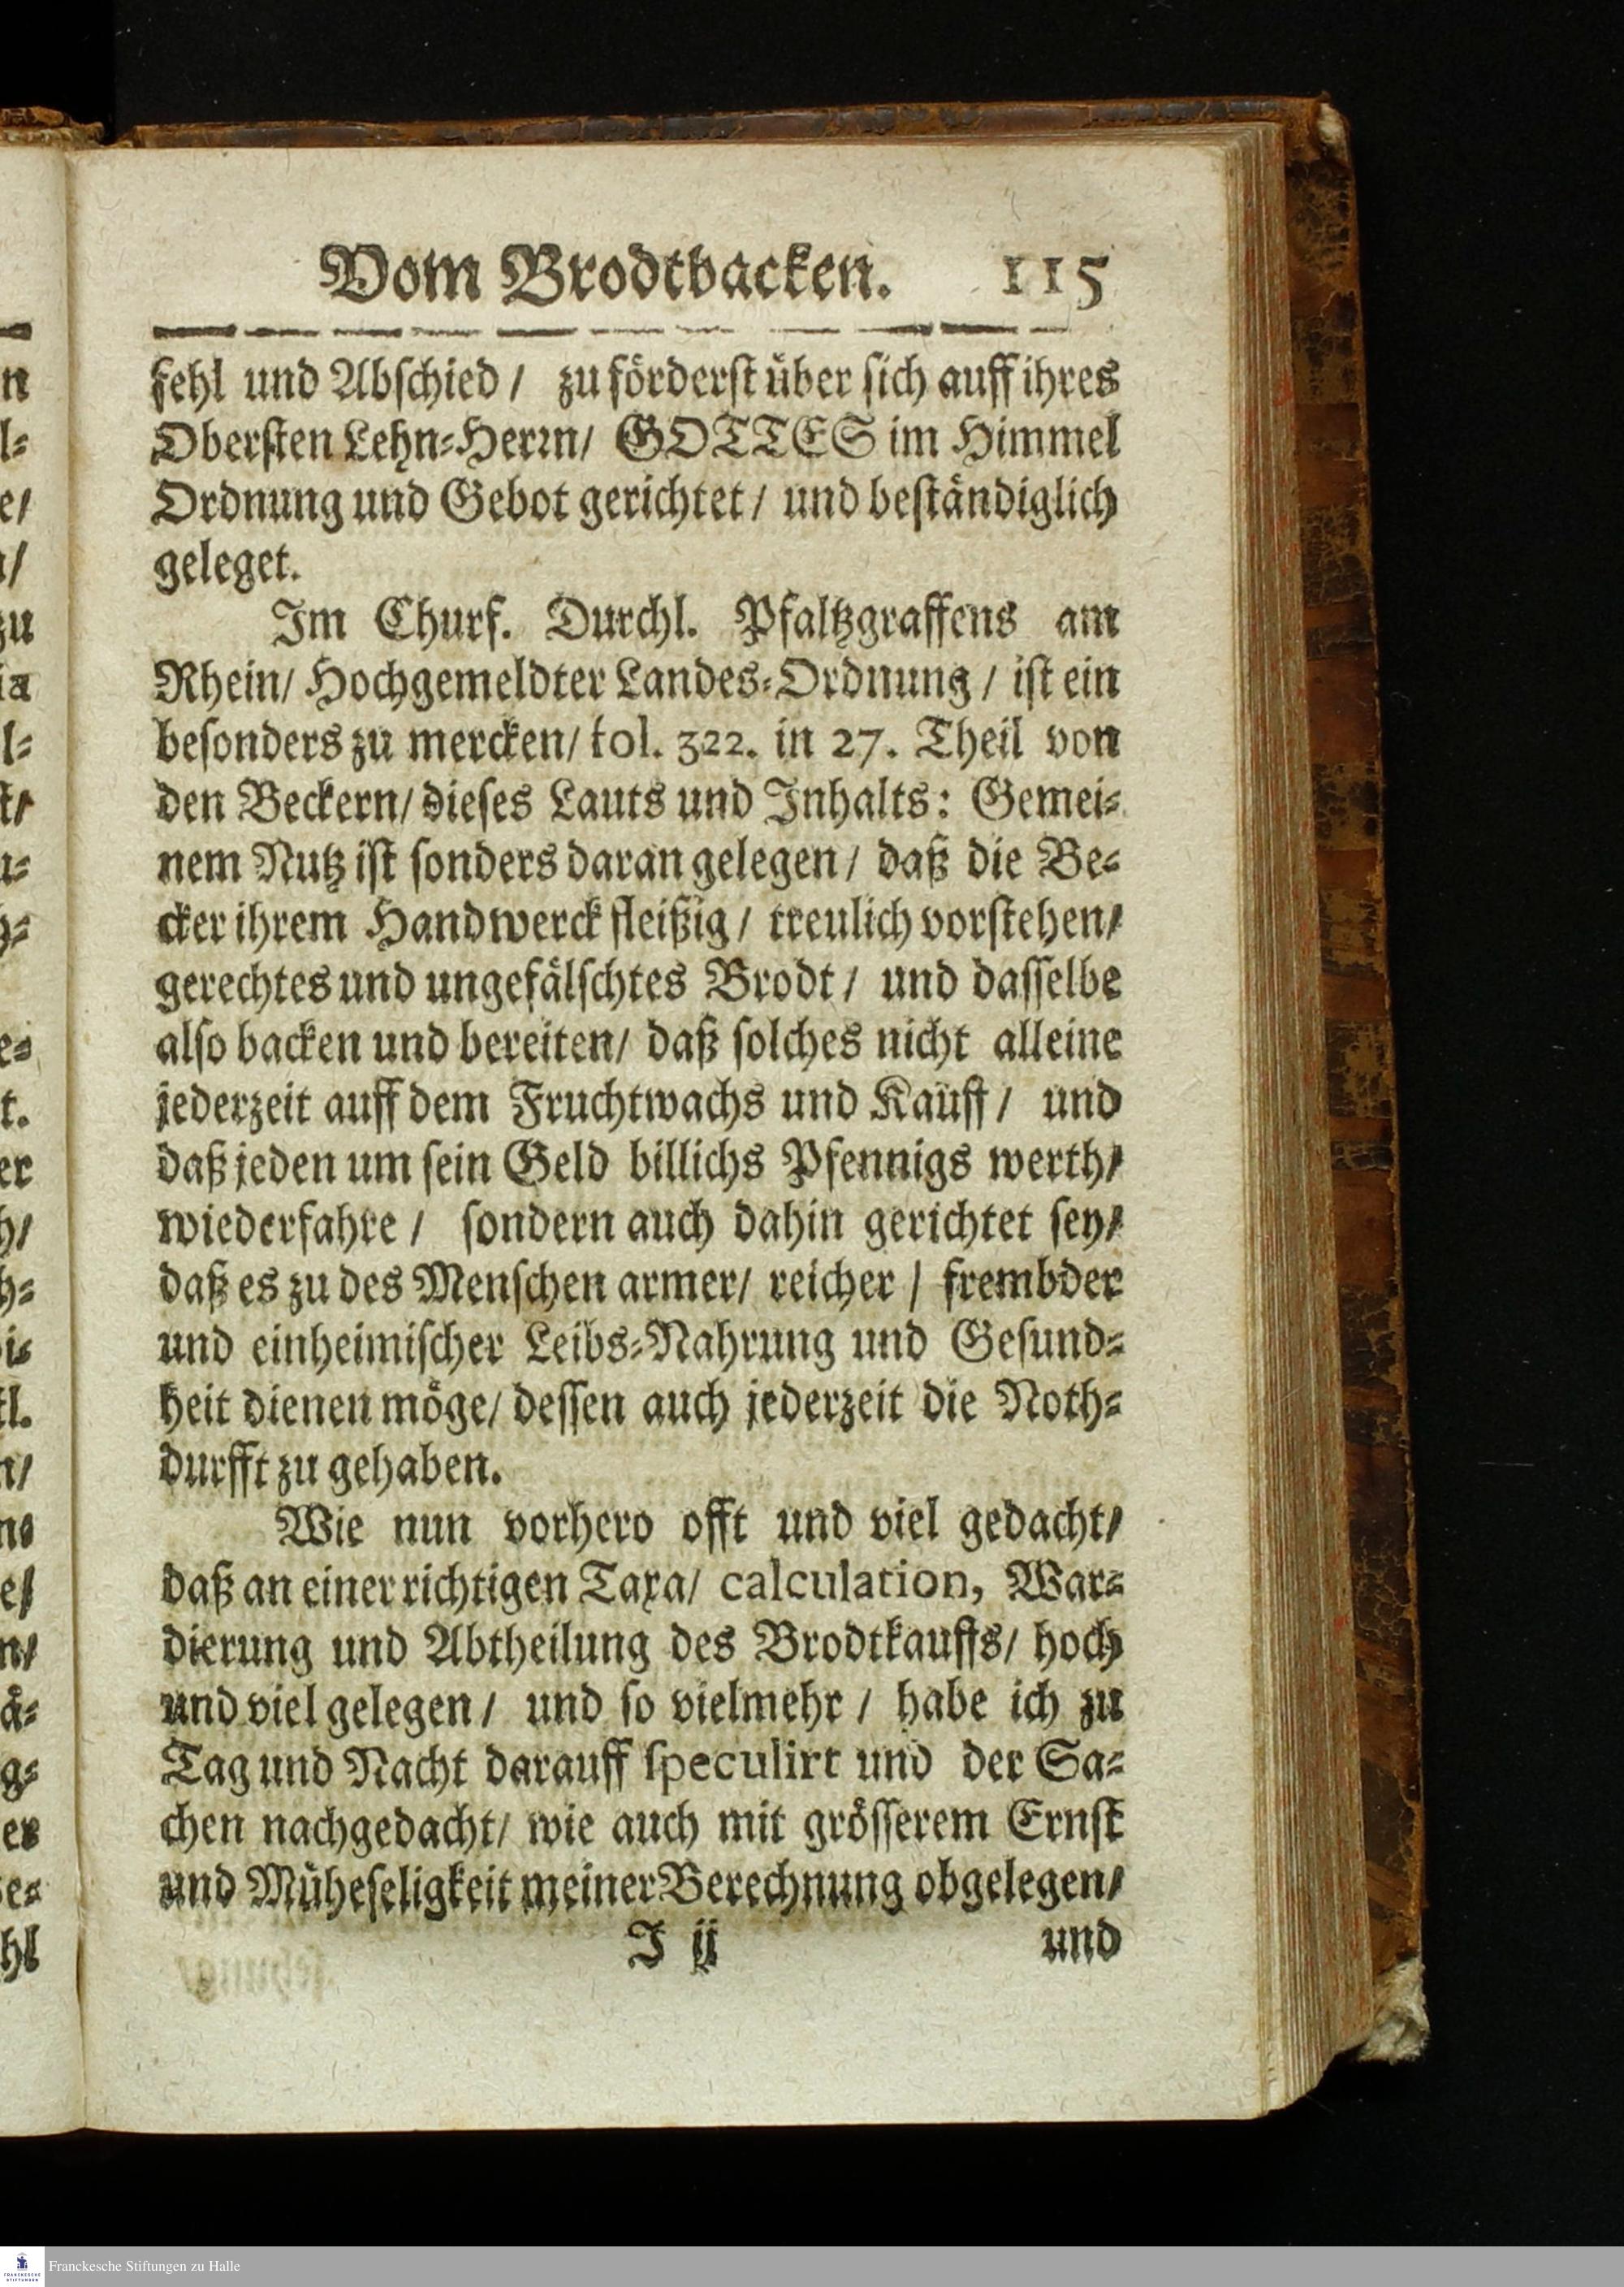 Vom Brodtbacken. 115
fehl und Abschied / zu förderst über sich auff ihres
Obersten Lehn-Herrn/ GOTTES im Himmel
Ordnung und Gebot gerichtet / und beständiglich
geleget.
Im Churf. Durchl. Pfaltzgraffens am
Rhein/ Hochgemeldter Landes-Ordnung / ist ein
besonders zu mercken/ fol. 322. in 27. Theil von
den Beckern/ dieses Lauts und Inhalts: Gemei-
nem Nutz ist sonders daran gelegen / daß die Be-
cker ihrem Handwerck fleißig / treulich vorstehen/
gerechtes und ungefälschtes Brodt / und dasselbe
also backen und bereiten/ daß solches nicht alleine
jederzeit auff dem Fruchtwachs und Kauff / und
daß jeden um sein Geld billichs Pfennigs werth/
wiederfahre / sondern auch dahin gerichtet sey/
daß es zu des Menschen armer/ reicher / frembder
und einheimischer Leibs-Nahrung und Gesund-
heit dienen möge/ dessen auch jederzeit die Noth-
durfft zu gehaben.
Wie nun vorhero offt und viel gedacht/
daß an einer richtigen Taxa/ calculation, War-
dierung und Abtheilung des Brodtkauffs/ hoch
und viel gelegen / und so vielmehr / habe ich zu
Tag und Nacht darauff speculirt und der Sa-
chen nachgedacht/ wie auch mit grösserem Ernst
und Müheseligkeit meiner Berechnung obgelegen/
J ij und
Franckesche Stiftungen zu Halle